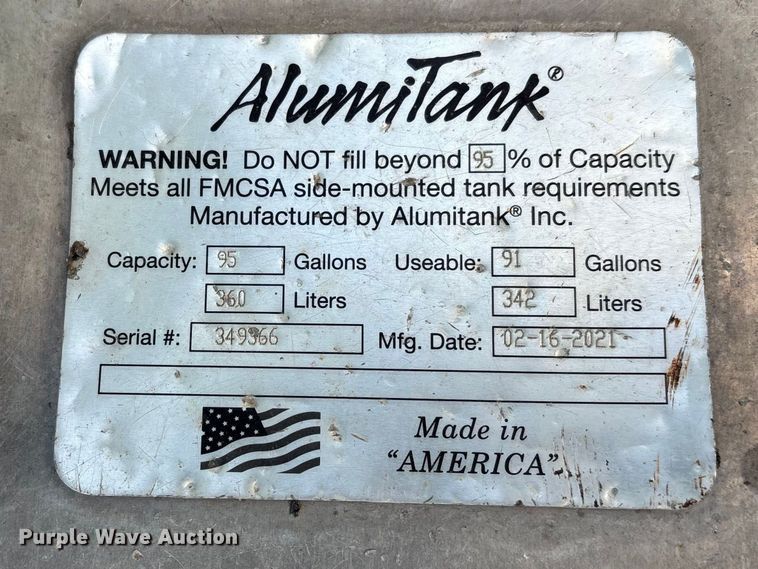 AlumiTank®
WARNING! Do NOT fill beyond 95 % of Capacity
Meets all FMCSA side-mounted tank requirements
Manufactured by Alumitank® Inc.
Capacity: 95 Gallons Useable: 91 Gallons
360 Liters 342 Liters
Serial #: 349366 Mfg. Date: 02-16-2021
Made in
"AMERICA"
Purple Wave Auction